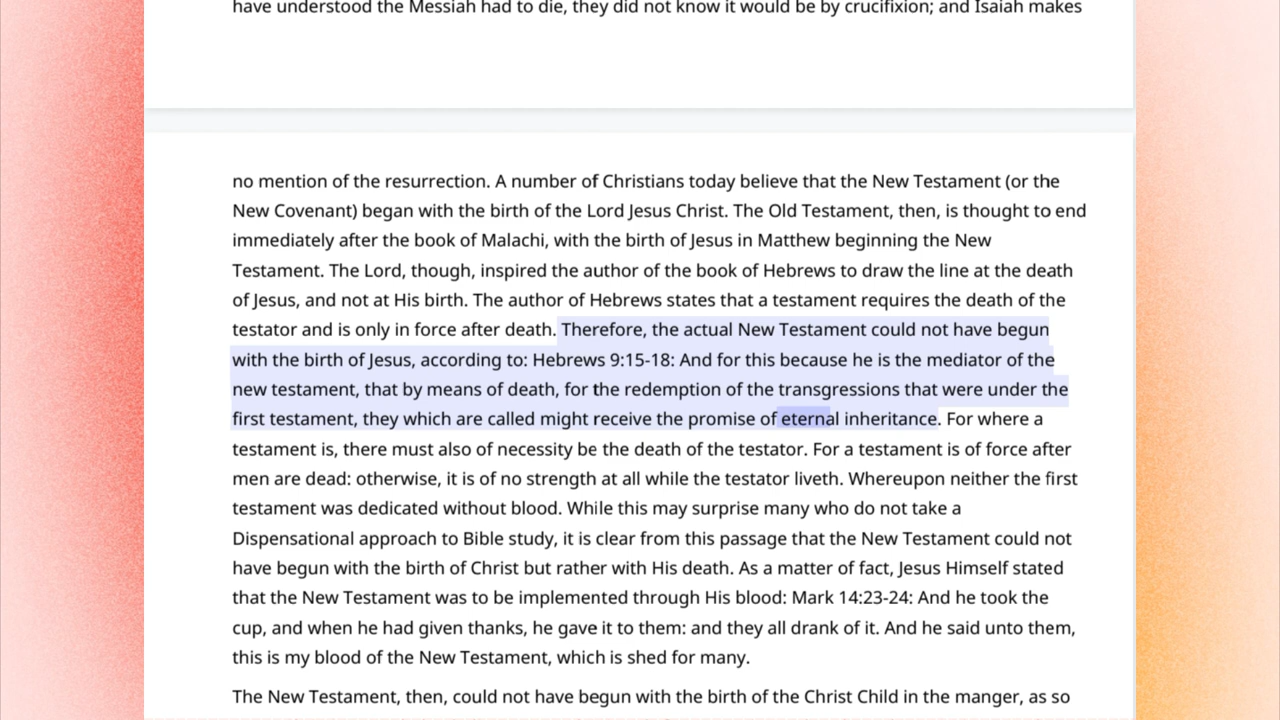 have understood the Messiah had to die, they did not know it would be by crucifixion; and Isaiah makes
no mention of the resurrection. A number of Christians today believe that the New Testament (or the
New Covenant) began with the birth of the Lord Jesus Christ. The Old Testament, then, is thought to end
immediately after the book of Malachi, with the birth of Jesus in Matthew beginning the New
Testament. The Lord, though, inspired the author of the book of Hebrews to draw the line at the death
of Jesus, and not at His birth. The author of Hebrews states that a testament requires the death of the
testator and is only in force after death. Therefore, the actual New Testament could not have begun
with the birth of Jesus, according to: Hebrews 9:15-18: And for this because he is the mediator of the
new testament, that by means of death, for the redemption of the transgressions that were under the
first testament, they which are called might receive the promise of eternal inheritance. For where a
testament is, there must also of necessity be the death of the testator. For a testament is of force after
men are dead: otherwise, it is of no strength at all while the testator liveth. Whereupon neither the first
testament was dedicated without blood. While this may surprise many who do not take a
Dispensational approach to Bible study, it is clear from this passage that the New Testament could not
have begun with the birth of Christ but rather with His death. As a matter of fact, Jesus Himself stated
that the New Testament was to be implemented through His blood: Mark 14:23-24: And he took the
cup, and when he had given thanks, he gave it to them: and they all drank of it. And he said unto them,
this is my blood of the New Testament, which is shed for many.
The New Testament, then, could not have begun with the birth of the Christ Child in the manger, as so